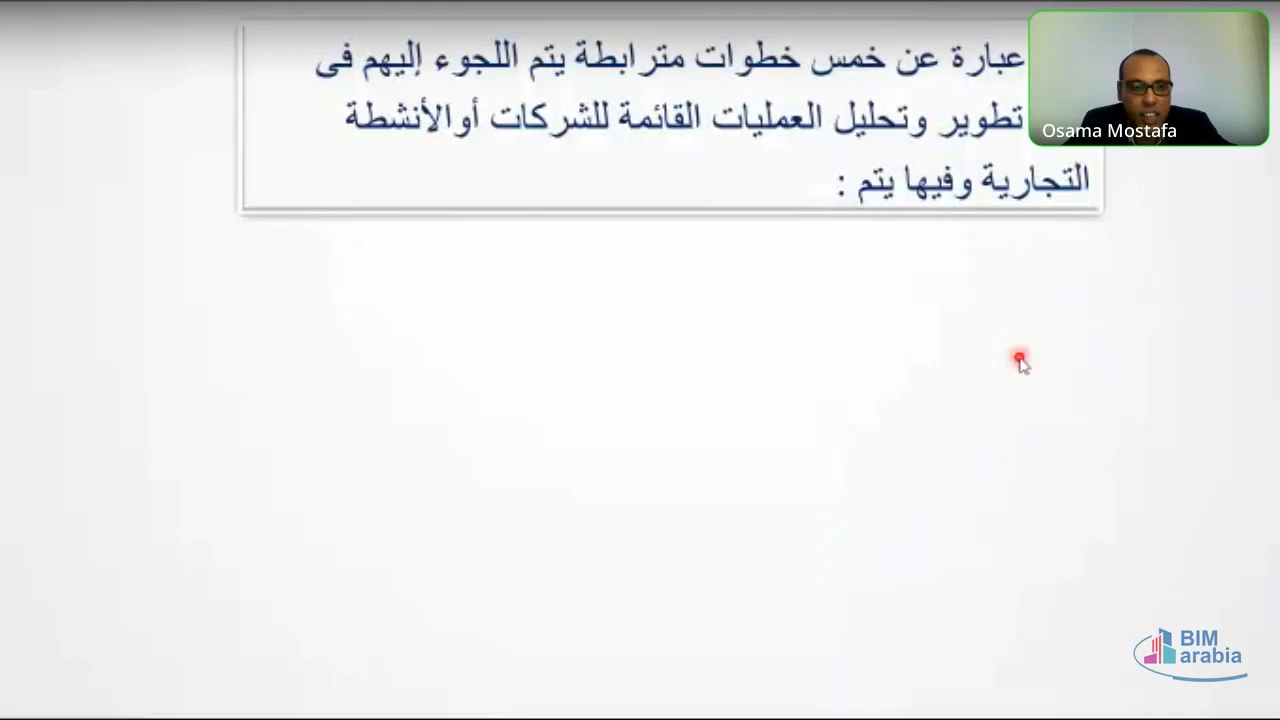 عبارة عن خمس خطوات مترابطة يتم اللجوء إليهم فى
تطوير وتحليل العمليات القائمة للشركات أوالأنشطة
التجارية وفيها يتم :
Osama Mostafa
BIM
arabia